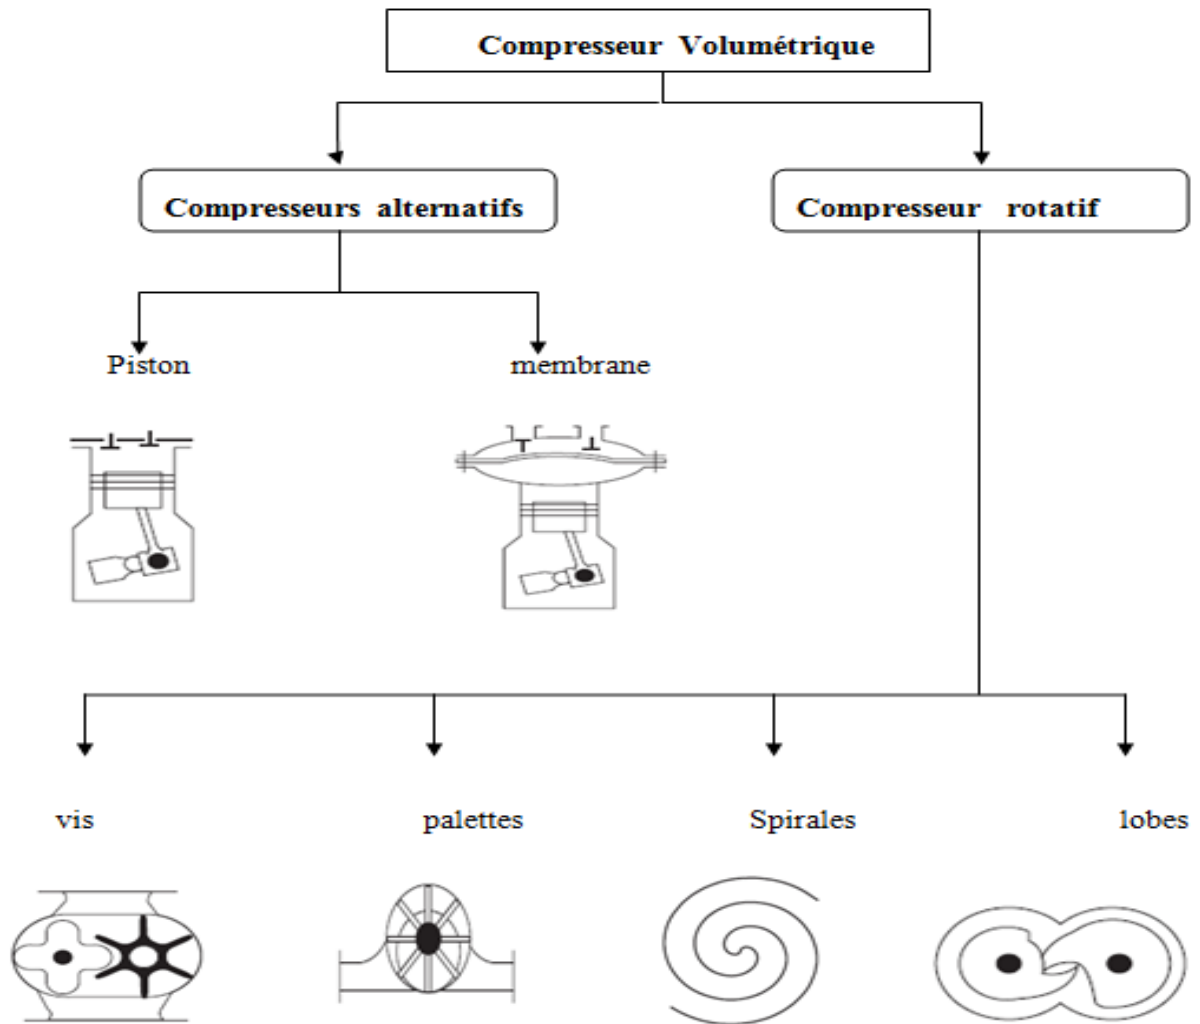 Compresseur Volumétrique
Compresseurs alternatifs
Compresseur rotatif
Piston
membrane
vis
palettes
Spirales
lobes